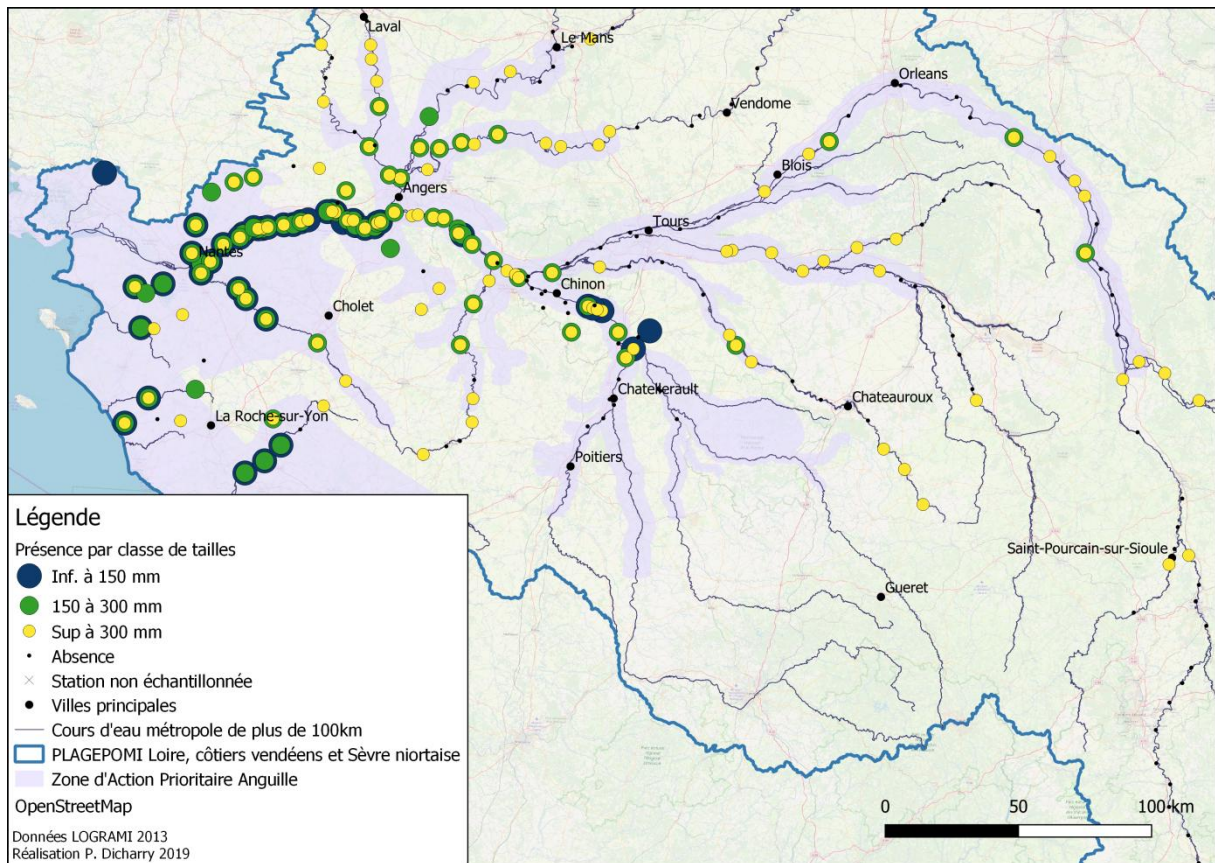 Laval
Le Mans
Orleans
Vendome
Blois
Angers
Tours
Nantes
Chinon
Cholet
Chatellerault
Chateauroux
La Roche-sur-Yon
Poitiers
Saint-Pourcain-sur-Sioule
Gueret
Légende
Présence par classe de tailles
Inf. à 150 mm
150 à 300 mm
Sup à 300 mm
Absence
Station non échantillonnée
Villes principales
Cours d'eau métropole de plus de 100km
PLAGEPOMI Loire, côtiers vendéens et Sèvre niortaise
Zone d'Action Prioritaire Anguille
OpenStreetMap
Données LOGRAMI 2013
Réalisation P. Dicharry 2019
0 50 100 km